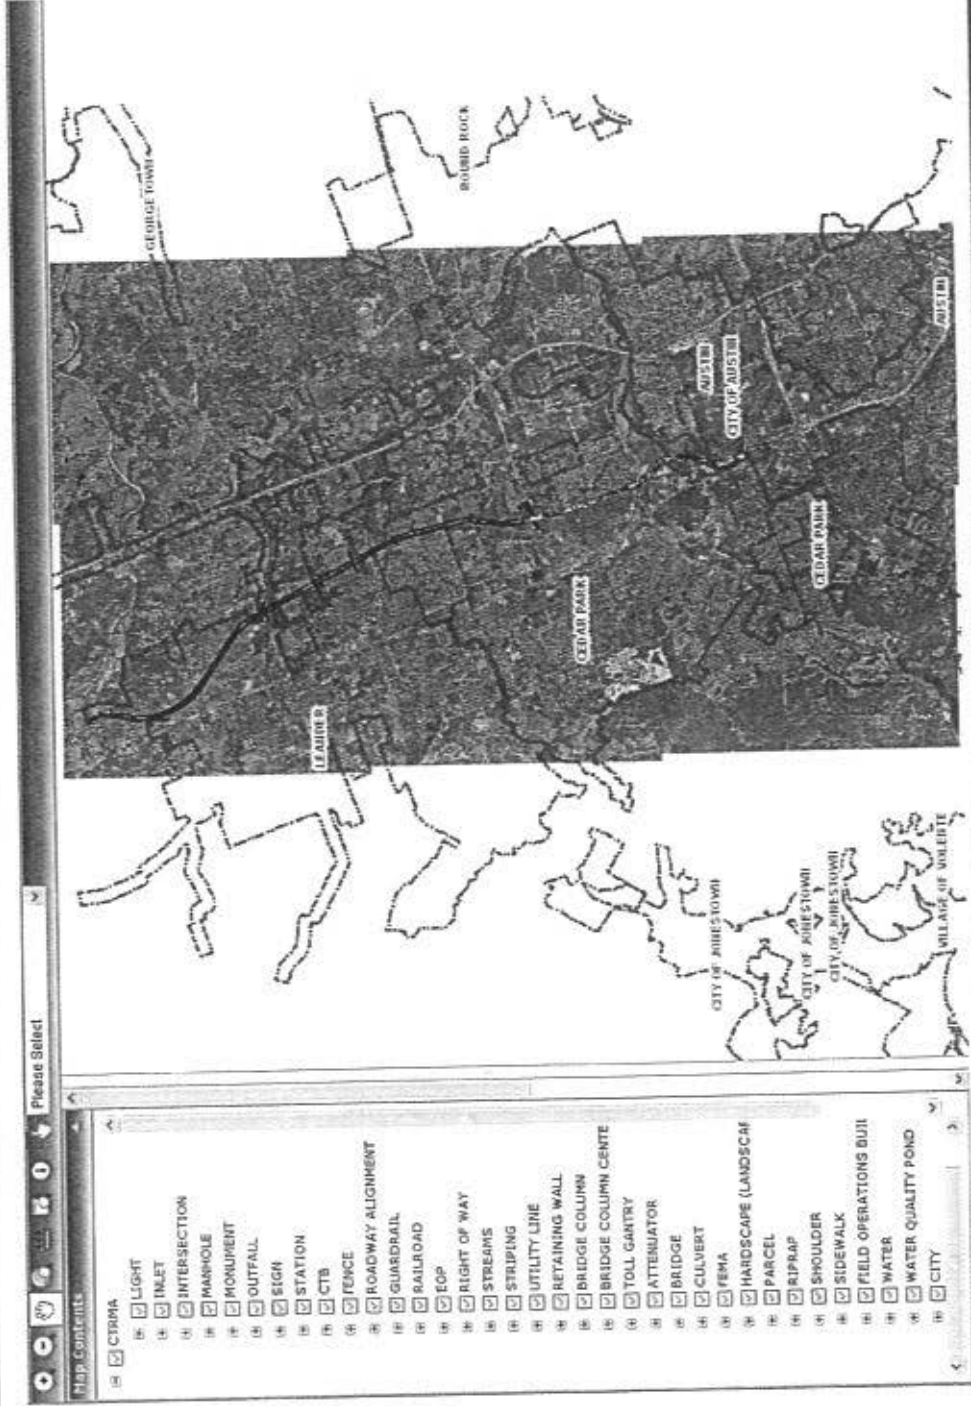 Please Select
Map Contents
CTRMA
LIGHT
INLET
INTERSECTION
MANHOLE
MONUMENT
OUTFALL
SIGN
STATION
CTB
FENCE
ROADWAY ALIGNMENT
GUARDRAIL
RAILROAD
EOP
RIGHT OF WAY
STREAMS
STRIPING
UTILITY LINE
RETAINING WALL
BRIDGE COLUMN
BRIDGE COLUMN CENTE
TOLL GANTRY
ATTENUATOR
BRIDGE
CULVERT
FEMA
HARDSCAPE (LANDSCAF
PARCEL
RIPRAP
SHOULDER
SIDEWALK
FIELD OPERATIONS BUII
WATER
WATER QUALITY POND
CITY
GEORGETOWN
ROUND ROCK
LEANDER
CEDAR PARK
AUSTIN
CITY OF AUSTIN
CEDAR PARK
AUSTIN
CITY OF JONESTOWN
CITY OF JONESTOWN
CITY OF JONESTOWN
VILLAGE OF VOLENTE